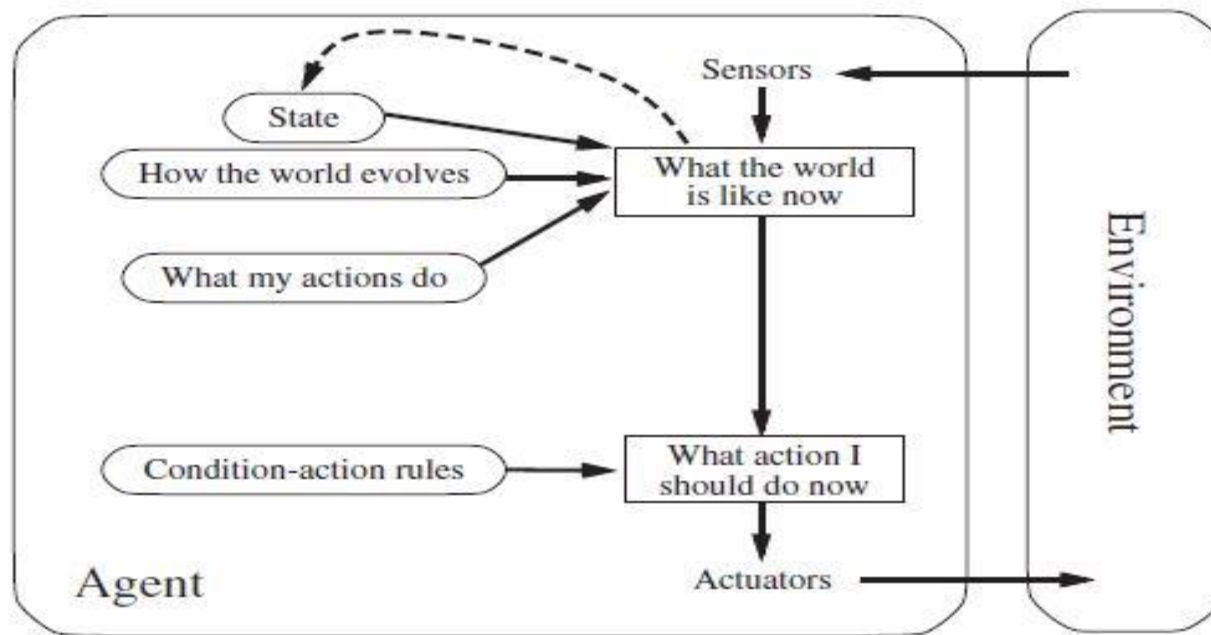 Sensors
State
How the world evolves
What the world
is like now
What my actions do
Condition-action rules
What action I
should do now
Agent
Actuators
Environment